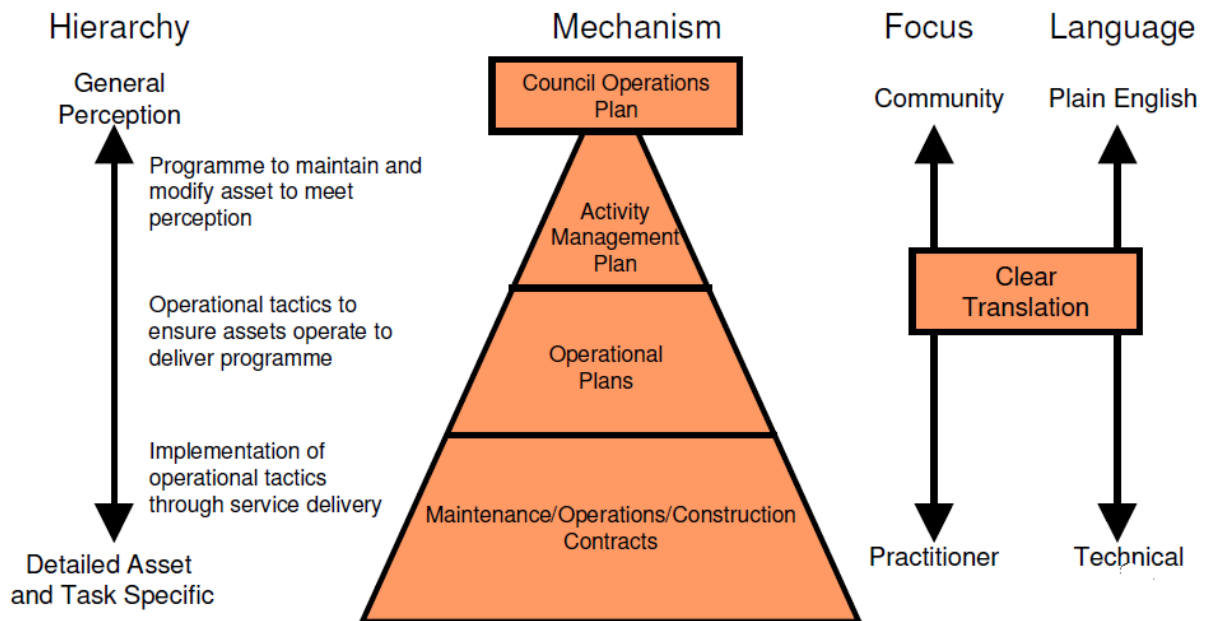 Hierarchy
Mechanism
Focus
Language
General
Perception
Council Operations
Plan
Community
Plain English
Programme to maintain and
modify asset to meet
perception
Activity
Management
Plan
Clear
Translation
Operational tactics to
ensure assets operate to
deliver programme
Operational
Plans
Implementation of
operational tactics
through service delivery
Maintenance/Operations/Construction
Contracts
Detailed Asset
and Task Specific
Practitioner
Technical